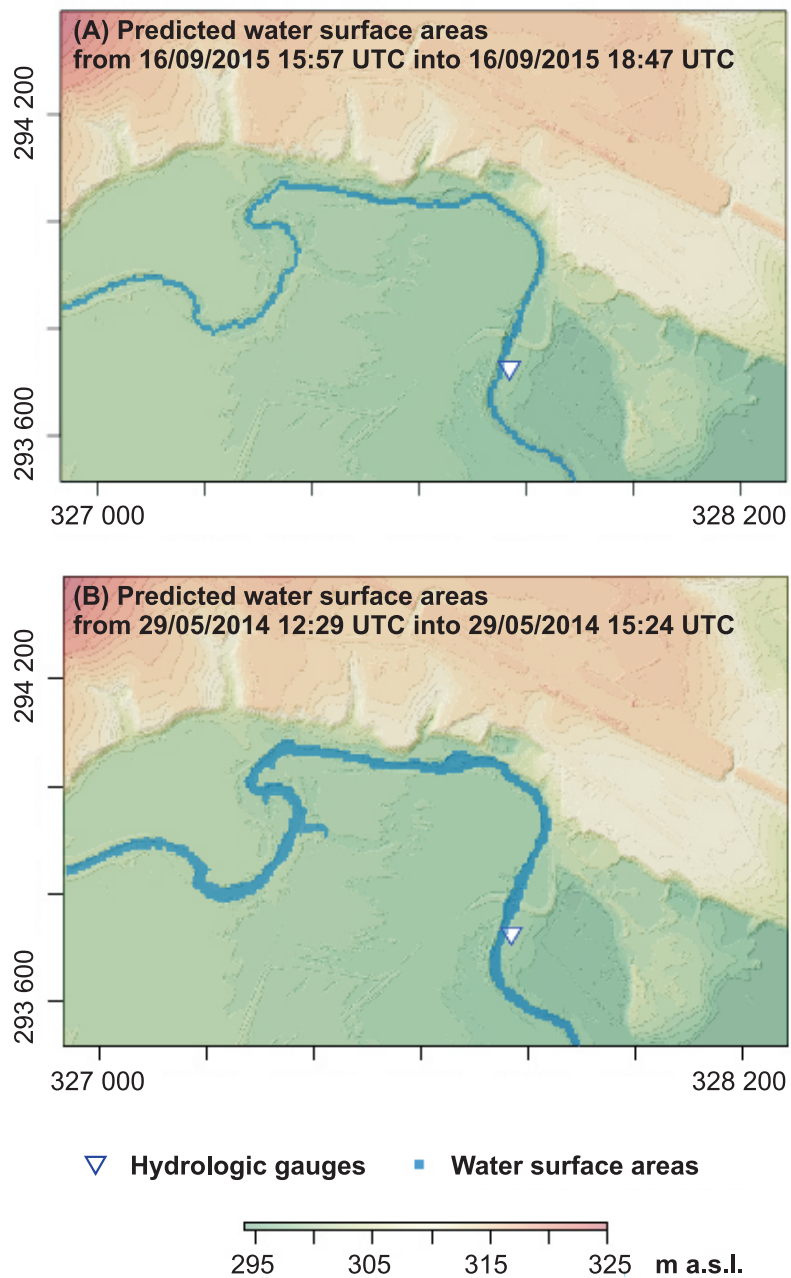 (A) Predicted water surface areas
from 16/09/2015 15:57 UTC into 16/09/2015 18:47 UTC
294 200
293 600
327 000
328 200
(B) Predicted water surface areas
from 29/05/2014 12:29 UTC into 29/05/2014 15:24 UTC
294 200
293 600
327 000
328 200
Hydrologic gauges
Water surface areas
295 305 315 325 m a.s.l.